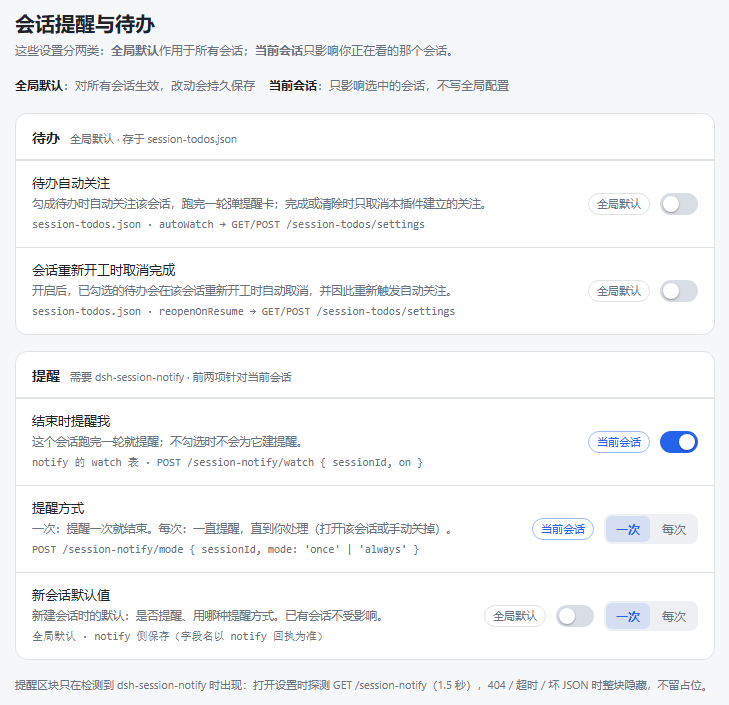 会话提醒与待办
这些设置分两类：全局默认作用于所有会话；当前会话只影响你正在看的那个会话。
全局默认：对所有会话生效，改动会持久保存 当前会话：只影响选中的会话，不写全局配置
待办 全局默认 · 存于 session-todos.json
待办自动关注
勾成待办时自动关注该会话，跑完一轮弹提醒卡；完成或清除时只取消本插件建立的关注。
session-todos.json · autoWatch → GET/POST /session-todos/settings
全局默认
会话重新开工时取消完成
开启后，已勾选的待办会在该会话重新开工时自动取消，并因此重新触发自动关注。
session-todos.json · reopenOnResume → GET/POST /session-todos/settings
全局默认
提醒 需要 dsh-session-notify · 前两项针对当前会话
结束时提醒我
这个会话跑完一轮就提醒；不勾选时不会为它建提醒。
notify 的 watch 表 · POST /session-notify/watch { sessionId, on }
当前会话
提醒方式
一次：提醒一次就结束。每次：一直提醒，直到你处理（打开该会话或手动关掉）。
POST /session-notify/mode { sessionId, mode: 'once' | 'always' }
当前会话 一次 每次
新会话默认值
新建会话时的默认：是否提醒、用哪种提醒方式。已有会话不受影响。
全局默认 · notify 侧保存（字段名以 notify 回执为准）
全局默认 一次 每次
提醒区块只在检测到 dsh-session-notify 时出现：打开设置时探测 GET /session-notify（1.5 秒），404 / 超时 / 坏 JSON 时整块隐藏，不留占位。